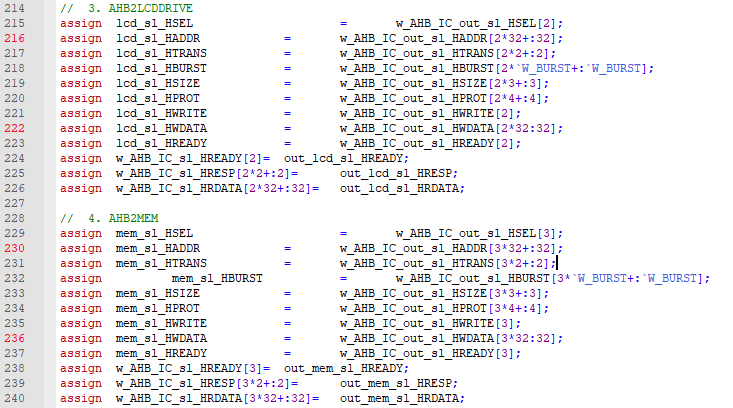 214 //  3. AHB2LCDDRIVE
215 assign  lcd_sl_HSEL                     =       w_AHB_IC_out_sl_HSEL[2];
216 assign  lcd_sl_HADDR            =       w_AHB_IC_out_sl_HADDR[2*32+:32];
217 assign  lcd_sl_HTRANS           =       w_AHB_IC_out_sl_HTRANS[2*2+:2];
218 assign  lcd_sl_HBURST           =       w_AHB_IC_out_sl_HBURST[2*`W_BURST+:`W_BURST];
219 assign  lcd_sl_HSIZE            =       w_AHB_IC_out_sl_HSIZE[2*3+:3];
220 assign  lcd_sl_HPROT            =       w_AHB_IC_out_sl_HPROT[2*4+:4];
221 assign  lcd_sl_HWRITE           =       w_AHB_IC_out_sl_HWRITE[2];
222 assign  lcd_sl_HWDATA           =       w_AHB_IC_out_sl_HWDATA[2*32:32];
223 assign  lcd_sl_HREADY           =       w_AHB_IC_out_sl_HREADY[2];
224 assign  w_AHB_IC_sl_HREADY[2]=  out_lcd_sl_HREADY;
225 assign  w_AHB_IC_sl_HRESP[2*2+:2]=      out_lcd_sl_HRESP;
226 assign  w_AHB_IC_sl_HRDATA[2*32+:32]=   out_lcd_sl_HRDATA;
227
228 //  4. AHB2MEM
229 assign  mem_sl_HSEL                     =       w_AHB_IC_out_sl_HSEL[3];
230 assign  mem_sl_HADDR            =       w_AHB_IC_out_sl_HADDR[3*32+:32];
231 assign  mem_sl_HTRANS           =       w_AHB_IC_out_sl_HTRANS[3*2+:2];
232 assign          mem_sl_HBURST           =       w_AHB_IC_out_sl_HBURST[3*`W_BURST+:`W_BURST];
233 assign  mem_sl_HSIZE            =       w_AHB_IC_out_sl_HSIZE[3*3+:3];
234 assign  mem_sl_HPROT            =       w_AHB_IC_out_sl_HPROT[3*4+:4];
235 assign  mem_sl_HWRITE           =       w_AHB_IC_out_sl_HWRITE[3];
236 assign  mem_sl_HWDATA           =       w_AHB_IC_out_sl_HWDATA[3*32:32];
237 assign  mem_sl_HREADY           =       w_AHB_IC_out_sl_HREADY[3];
238 assign  w_AHB_IC_sl_HREADY[3]=  out_mem_sl_HREADY;
239 assign  w_AHB_IC_sl_HRESP[3*2+:2]=      out_mem_sl_HRESP;
240 assign  w_AHB_IC_sl_HRDATA[3*32+:32]=   out_mem_sl_HRDATA;